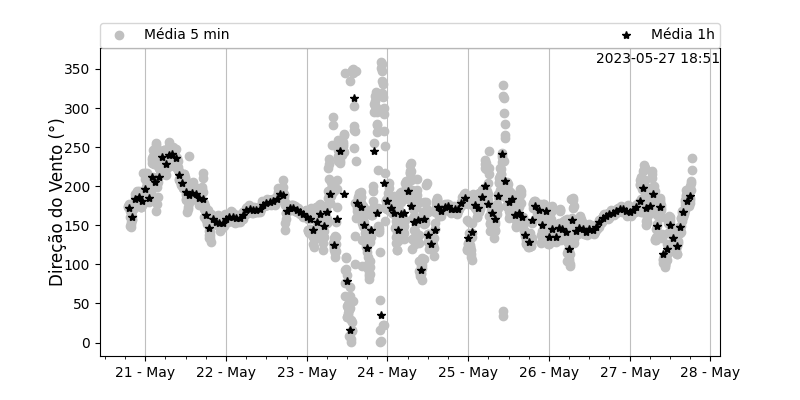 Média 5 min
Média 1h
2023-05-27 18:51
Direção do Vento (°)
350
300
250
200
150
100
50
0
21 - May
22 - May
23 - May
24 - May
25 - May
26 - May
27 - May
28 - May